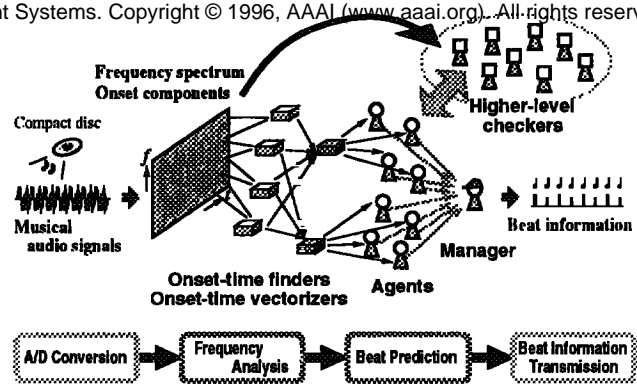 nt Systems. Copyright © 1996, AAAI (www.aaai.org). All rights reserv
Frequency spectrum
Onset components
Compact disc
f
Musical
audio signals
Higher-level
checkers
Onset-time finders
Onset-time vectorizers
Agents
Manager
Beat information
A/D Conversion
Frequency
Analysis
Beat Prediction
Beat Information
Transmission